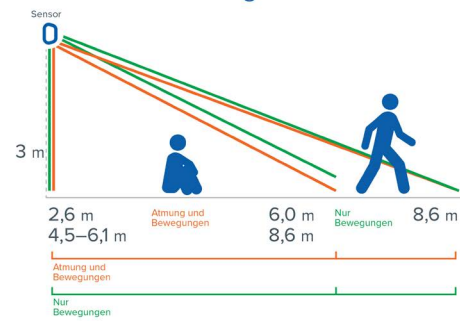 Sensor
3 m
2,6 m
4,5–6,1 m
Atmung und
Bewegungen
6,0 m
8,6 m
Nur
Bewegungen
8,6 m
Atmung und
Bewegungen
Nur
Bewegungen